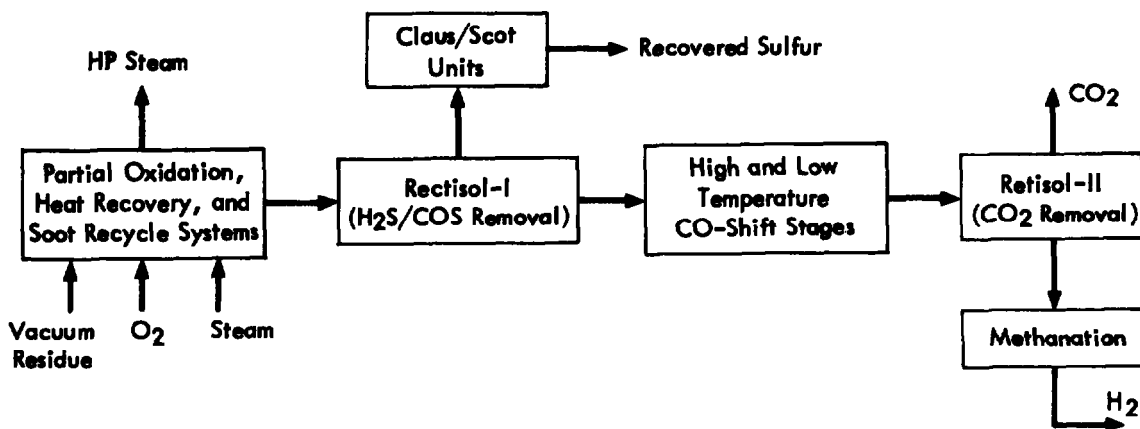 HP Steam
Claus/Scot
Units
Recovered Sulfur
CO2
Partial Oxidation,
Heat Recovery, and
Soot Recycle Systems
Rectisol-I
(H2S/COS Removal)
High and Low
Temperature
CO-Shift Stages
Retisol-II
(CO2 Removal)
Vacuum
Residue
O2
Steam
Methanation
H2